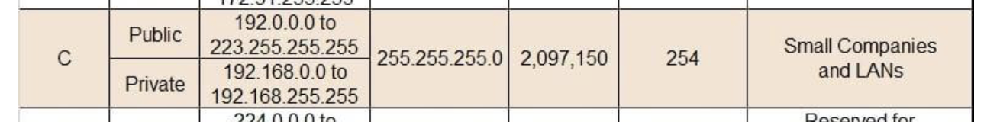 172.31.255.255
C
Public
192.0.0.0 to
223.255.255.255
Private
192.168.0.0 to
192.168.255.255
255.255.255.0
2,097,150
254
Small Companies
and LANs
224.0.0.0 to
Reserved for